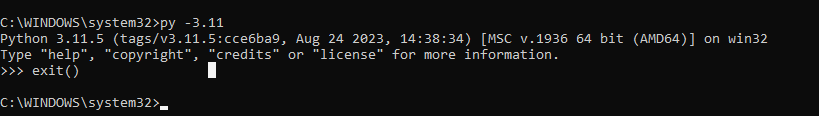 C:\WINDOWS\system32>py -3.11
Python 3.11.5 (tags/v3.11.5:cce6ba9, Aug 24 2023, 14:38:34) [MSC v.1936 64 bit (AMD64)] on win32
Type "help", "copyright", "credits" or "license" for more information.
>>> exit()
C:\WINDOWS\system32>